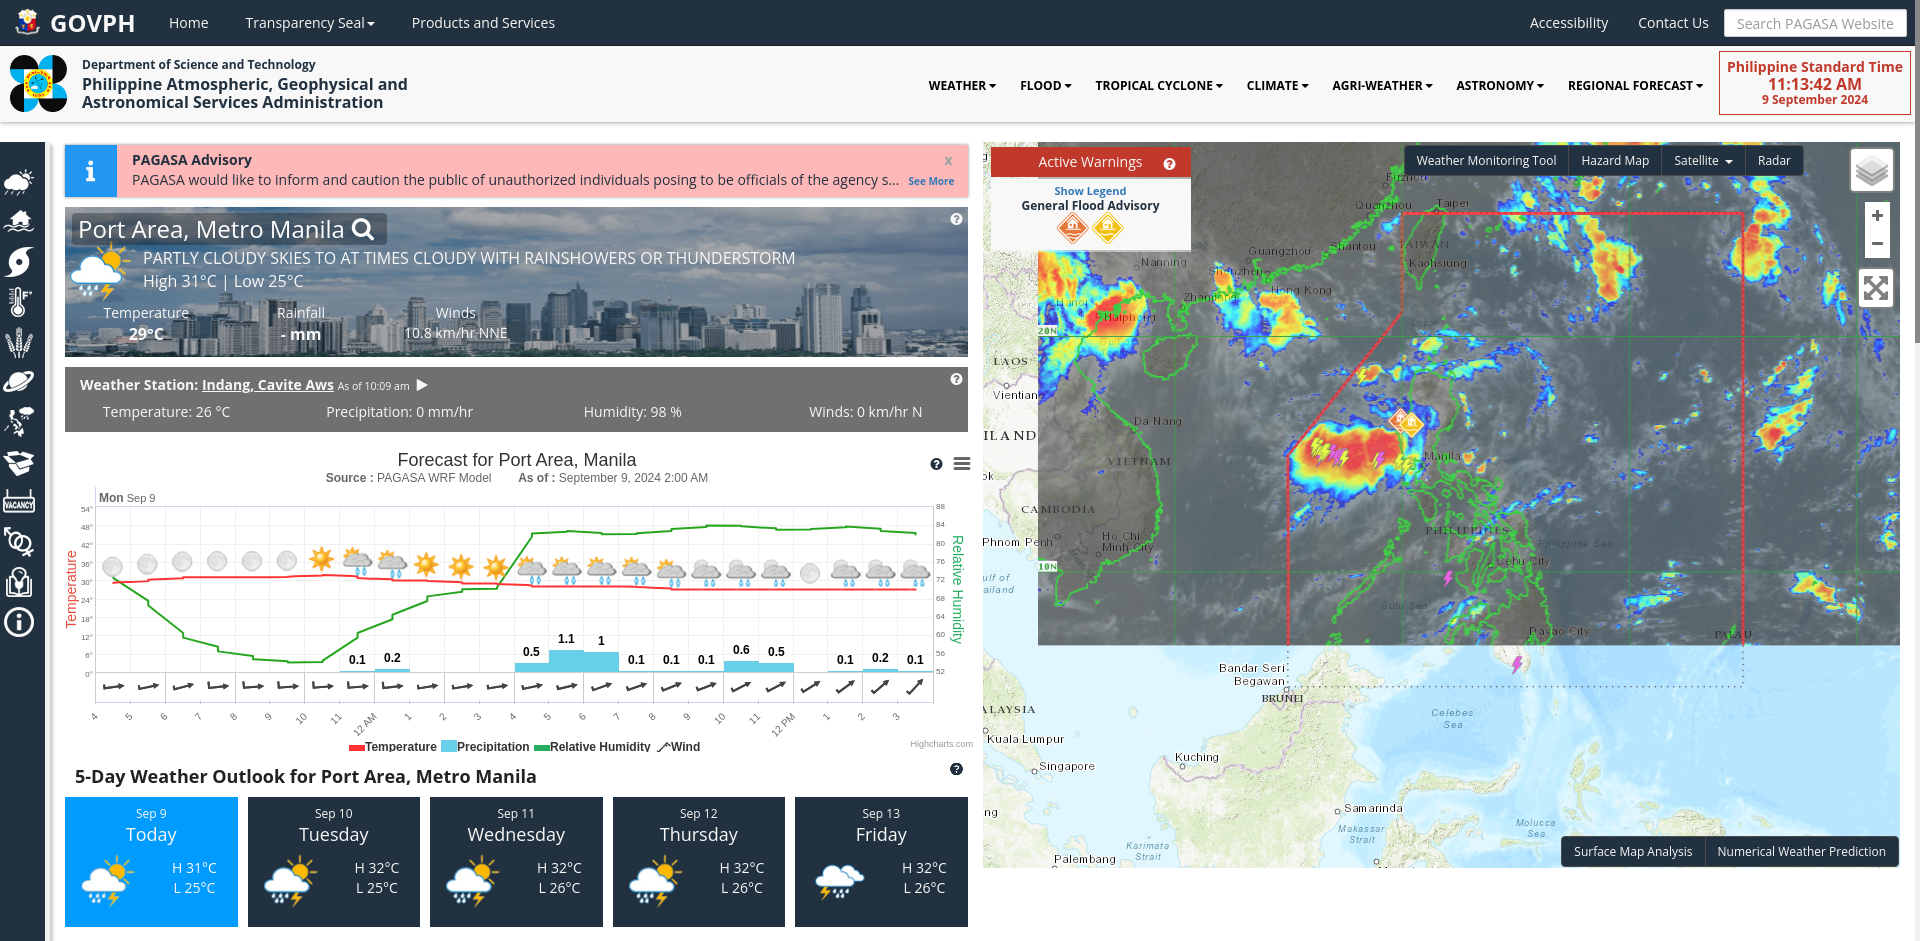 GOVPH
Home
Transparency Seal
Products and Services
Accessibility
Contact Us
Search PAGASA Website
Department of Science and Technology
Philippine Atmospheric, Geophysical and
Astronomical Services Administration
WEATHER
FLOOD
TROPICAL CYCLONE
CLIMATE
AGRI-WEATHER
ASTRONOMY
REGIONAL FORECAST
Philippine Standard Time
11:13:42 AM
9 September 2024
VACANCY
PAGASA Advisory
x
PAGASA would like to inform and caution the public of unauthorized individuals posing to be officials of the agency s... See More
Port Area, Metro Manila
PARTLY CLOUDY SKIES TO AT TIMES CLOUDY WITH RAINSHOWERS OR THUNDERSTORM
High 31°C | Low 25°C
Temperature
Rainfall
Winds
29°C
- mm
10.8 km/hr NNE
Weather Station: Indang, Cavite Aws As of 10:09 am
Temperature: 26 °C
Precipitation: 0 mm/hr
Humidity: 98 %
Winds: 0 km/hr N
Forecast for Port Area, Manila
Source : PAGASA WRF Model As of : September 9, 2024 2:00 AM
Mon Sep 9
Temperature
54°
48°
42°
36°
30°
24°
18°
12°
6°
0°
88
84
80
76
72
68
64
60
56
52
Relative Humidity
0.1
0.2
0.5
1.1
1
0.1
0.1
0.1
0.6
0.5
0.1
0.2
0.1
4
5
6
7
8
9
10
11
12 AM
1
2
3
4
5
6
7
8
9
10
11
12 PM
1
2
3
Temperature
Precipitation
Relative Humidity
Wind
Highcharts.com
5-Day Weather Outlook for Port Area, Metro Manila
Sep 9
Today
H 31°C
L 25°C
Sep 10
Tuesday
H 32°C
L 25°C
Sep 11
Wednesday
H 32°C
L 26°C
Sep 12
Thursday
H 32°C
L 26°C
Sep 13
Friday
H 32°C
L 26°C
Active Warnings
Show Legend
General Flood Advisory
Weather Monitoring Tool
Hazard Map
Satellite
Radar
+
−
Fuzhou
Quanzhou
Taipei
Shantou
TAIWAN
Guangzhou
Kaohsiung
Nanning
Shenzhen
Hong Kong
Zhanjiang
Hanoi
Haiphong
Luzon
20N
LAOS
Vientian
Da Nang
ILAND
VIETNAM
Manila
ok
CAMBODIA
PHILIPPINES
Phnom Penh
Ho Chi
Minh City
Philippine Sea
Cebu City
10N
ulf of
ailand
Sulu Sea
Davao City
PALAU
Bandar Seri
Begawan
BRUNEI
ALAYSIA
Celebes
Sea
Kuala Lumpur
Kuching
Singapore
ng
Samarinda
Makassar
Strait
Molucca
Sea
Karimata
Strait
Palembang
Surface Map Analysis
Numerical Weather Prediction